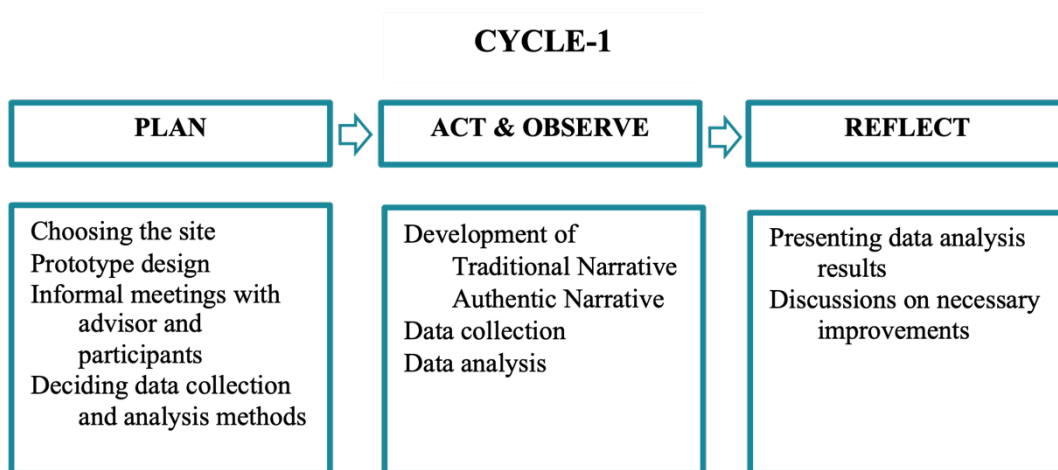 CYCLE-1
PLAN
ACT & OBSERVE
REFLECT
Choosing the site
Prototype design
Informal meetings with
advisor and
participants
Deciding data collection
and analysis methods
Development of
Traditional Narrative
Authentic Narrative
Data collection
Data analysis
Presenting data analysis
results
Discussions on necessary
improvements